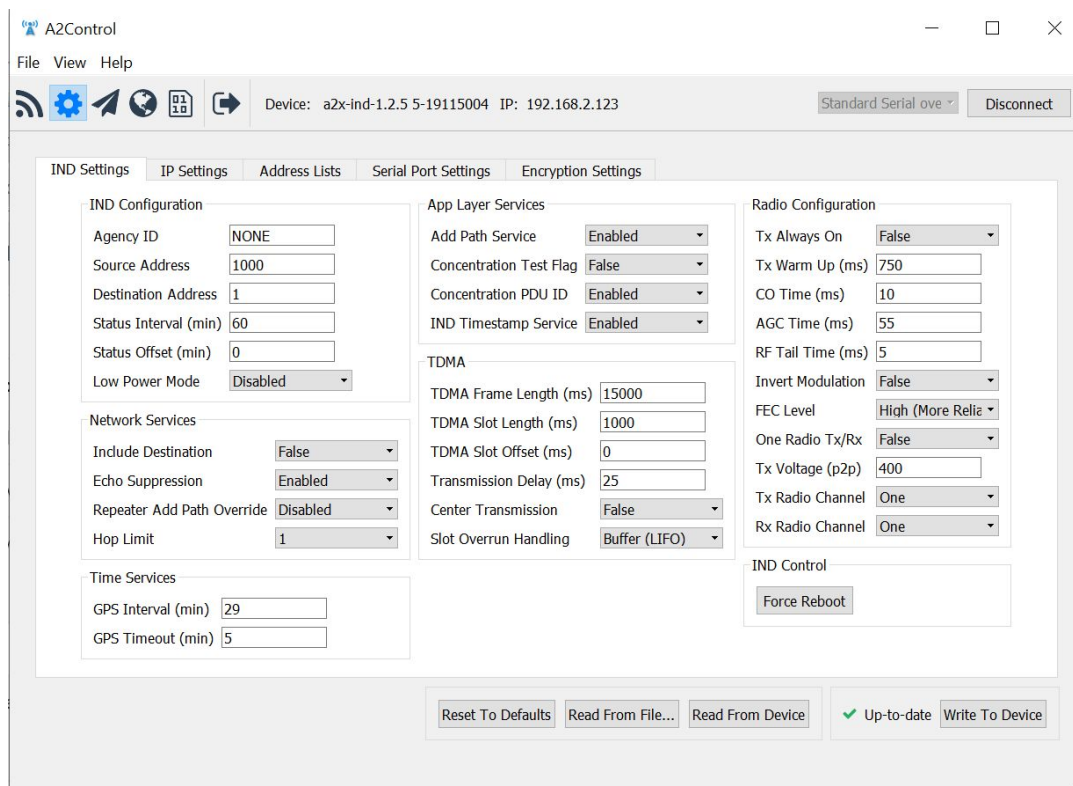 A2Control
File View Help
Device: a2x-ind-1.2.5 5-19115004 IP: 192.168.2.123
Standard Serial ove
Disconnect
IND Settings
IP Settings
Address Lists
Serial Port Settings
Encryption Settings
IND Configuration
Agency ID NONE
Source Address 1000
Destination Address 1
Status Interval (min) 60
Status Offset (min) 0
Low Power Mode Disabled
Network Services
Include Destination False
Echo Suppression Enabled
Repeater Add Path Override Disabled
Hop Limit 1
Time Services
GPS Interval (min) 29
GPS Timeout (min) 5
App Layer Services
Add Path Service Enabled
Concentration Test Flag False
Concentration PDU ID Enabled
IND Timestamp Service Enabled
TDMA
TDMA Frame Length (ms) 15000
TDMA Slot Length (ms) 1000
TDMA Slot Offset (ms) 0
Transmission Delay (ms) 25
Center Transmission False
Slot Overrun Handling Buffer (LIFO)
Radio Configuration
Tx Always On False
Tx Warm Up (ms) 750
CO Time (ms) 10
AGC Time (ms) 55
RF Tail Time (ms) 5
Invert Modulation False
FEC Level High (More Relia
One Radio Tx/Rx False
Tx Voltage (p2p) 400
Tx Radio Channel One
Rx Radio Channel One
IND Control
Force Reboot
Reset To Defaults
Read From File...
Read From Device
Up-to-date
Write To Device